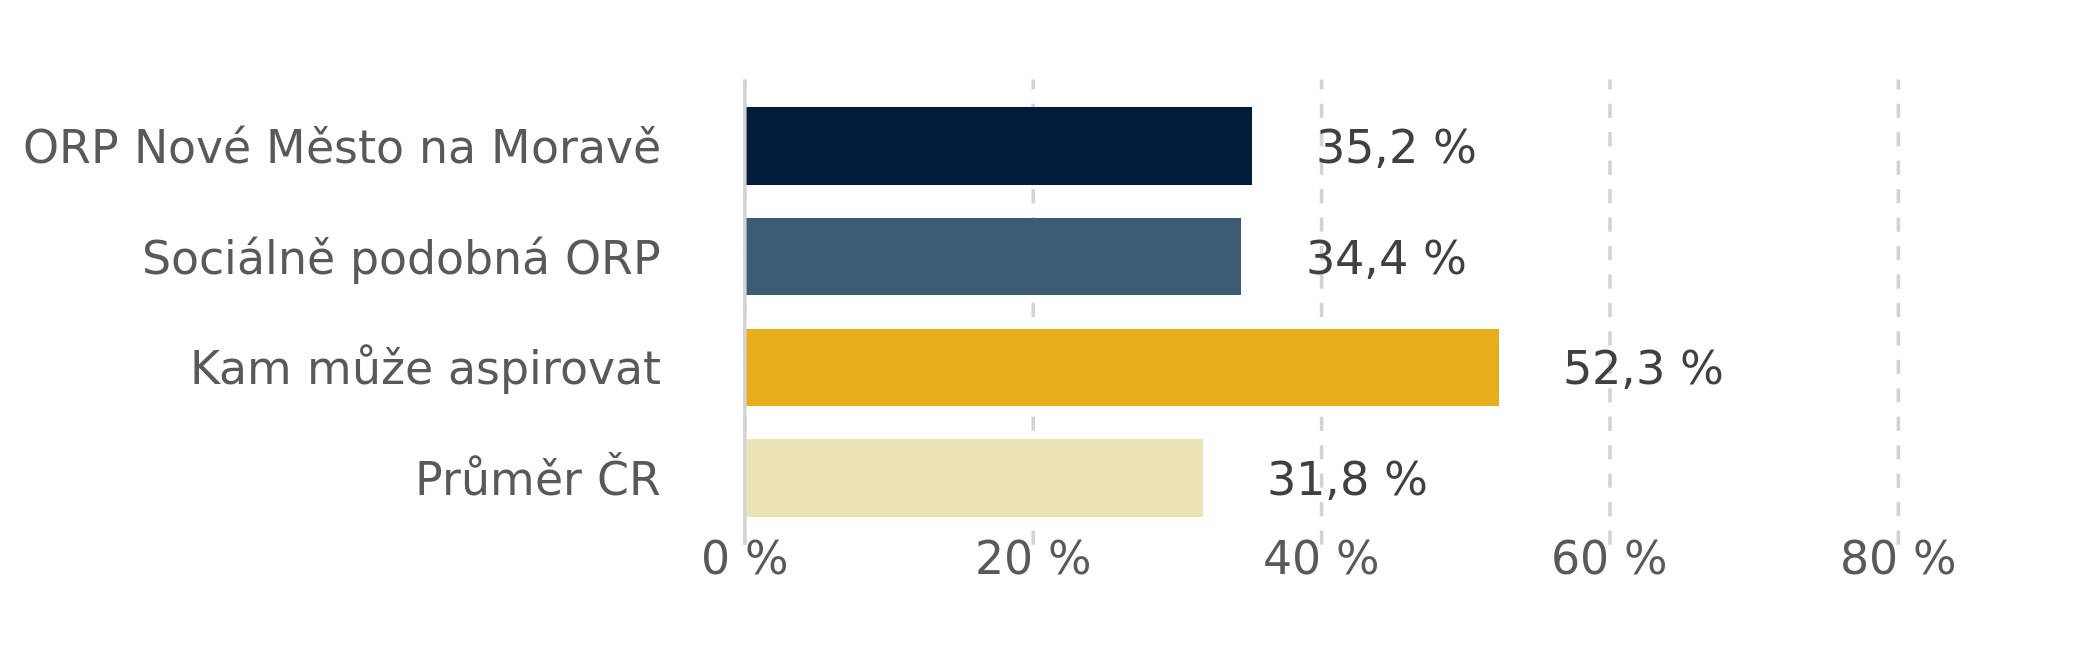 ORP Nové Město na Moravě 35,2 %
Sociálně podobná ORP 34,4 %
Kam může aspirovat 52,3 %
Průměr ČR 31,8 %
0 % 20 % 40 % 60 % 80 %